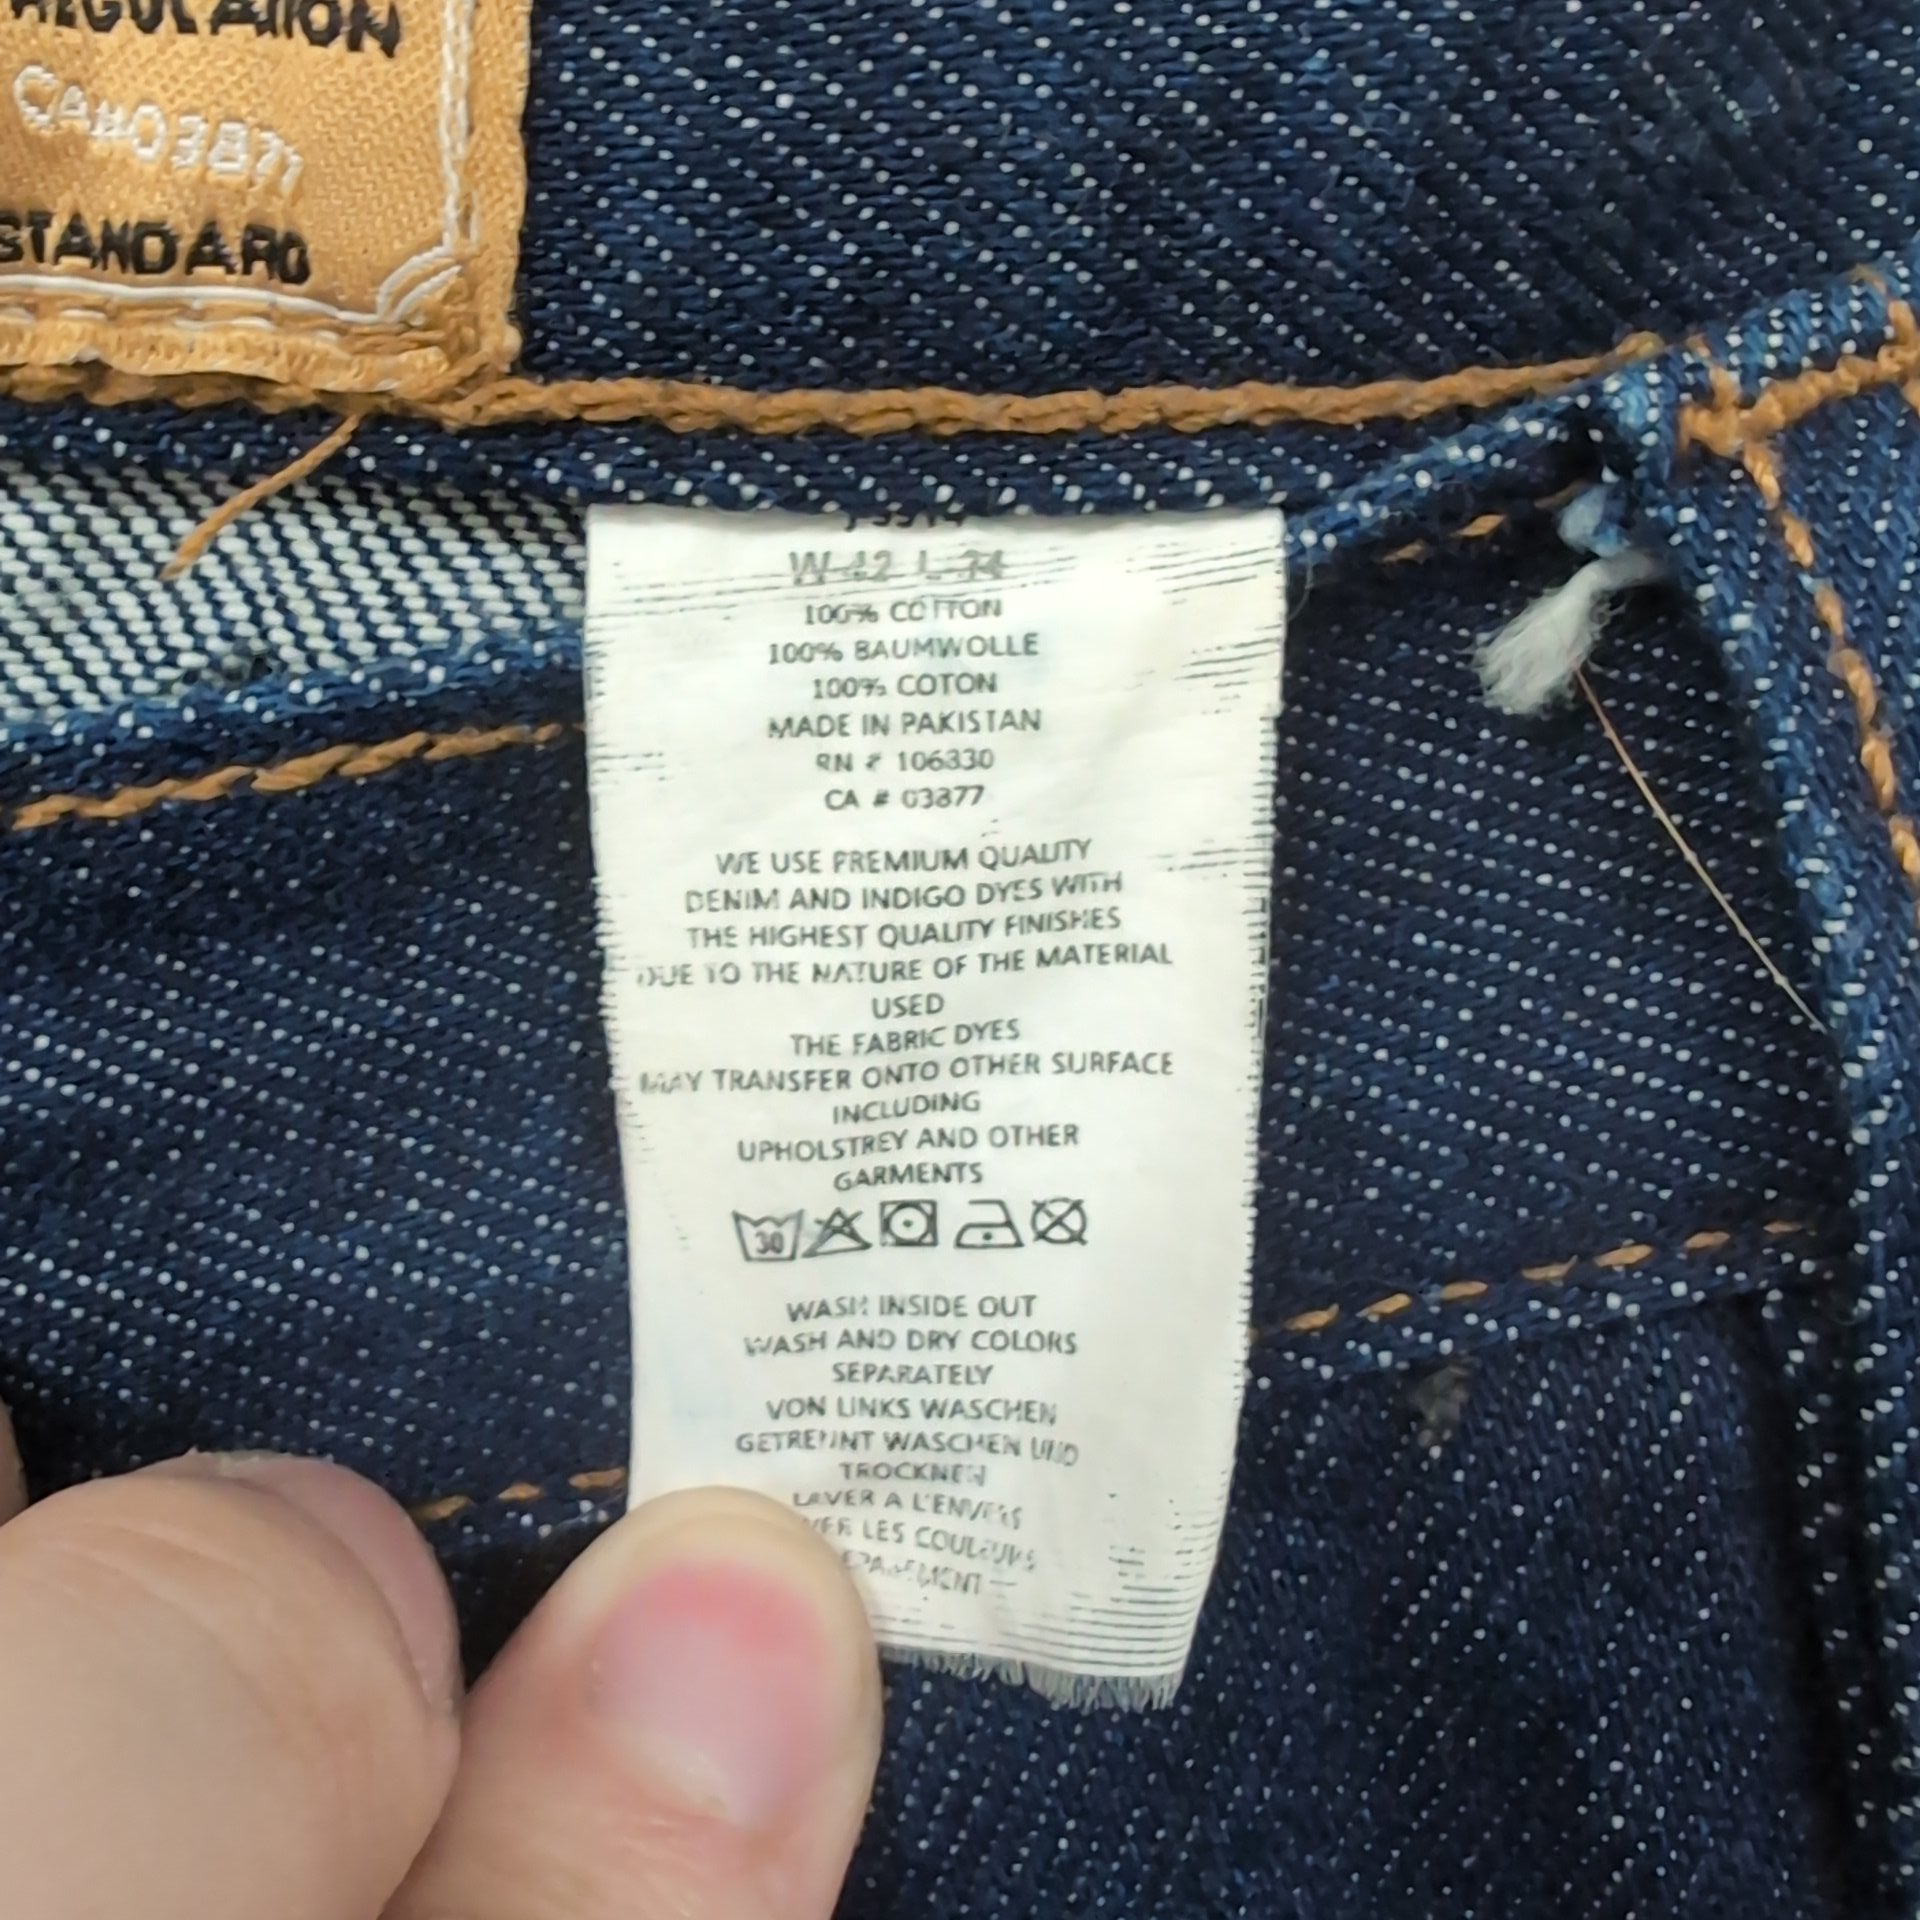 REGULATION
CA#03877
STANDARD
W 42 L 34
100% COTTON
100% BAUMWOLLE
100% COTON
MADE IN PAKISTAN
RN # 106330
CA # 03877
WE USE PREMIUM QUALITY
DENIM AND INDIGO DYES WITH
THE HIGHEST QUALITY FINISHES
DUE TO THE NATURE OF THE MATERIAL
USED
THE FABRIC DYES
MAY TRANSFER ONTO OTHER SURFACE
INCLUDING
UPHOLSTREY AND OTHER
GARMENTS
30
WASH INSIDE OUT
WASH AND DRY COLORS
SEPARATELY
VON LINKS WASCHEN
GETRENNT WASCHEN UND
TROCKNEN
LAVER A L'ENVERS
LES COULEURS